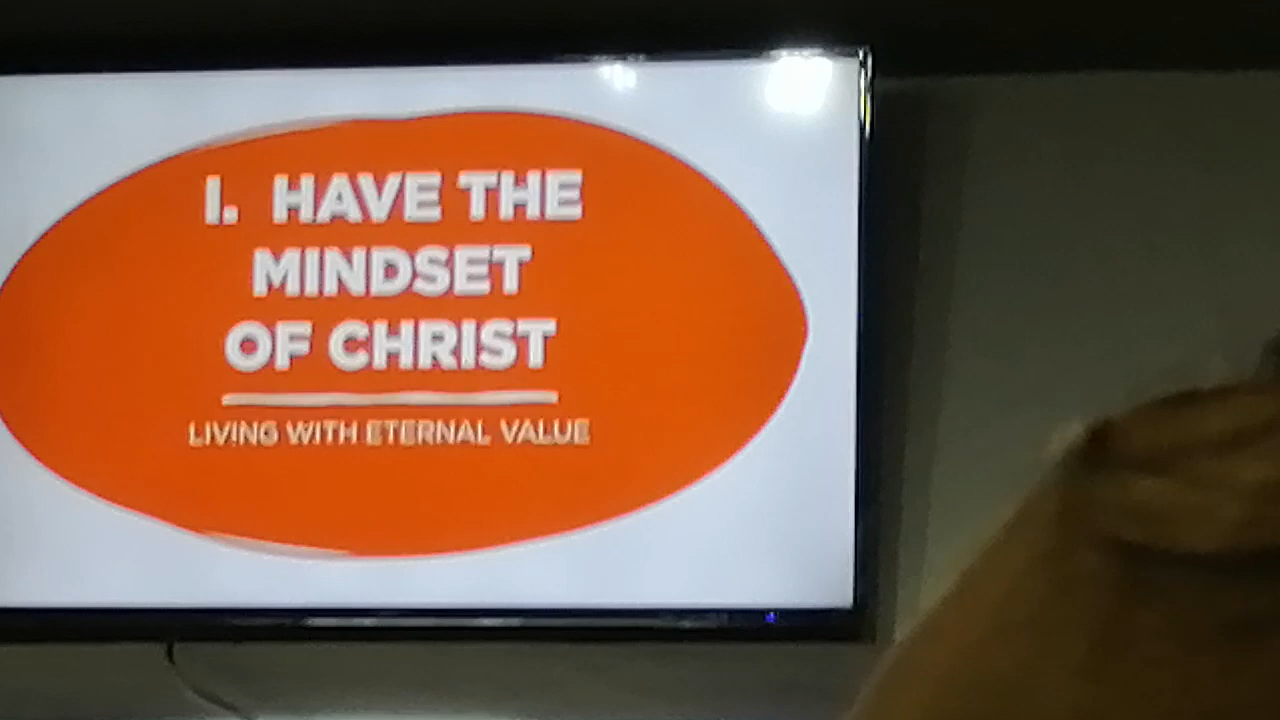 I. HAVE THE
MINDSET
OF CHRIST
LIVING WITH ETERNAL VALUE